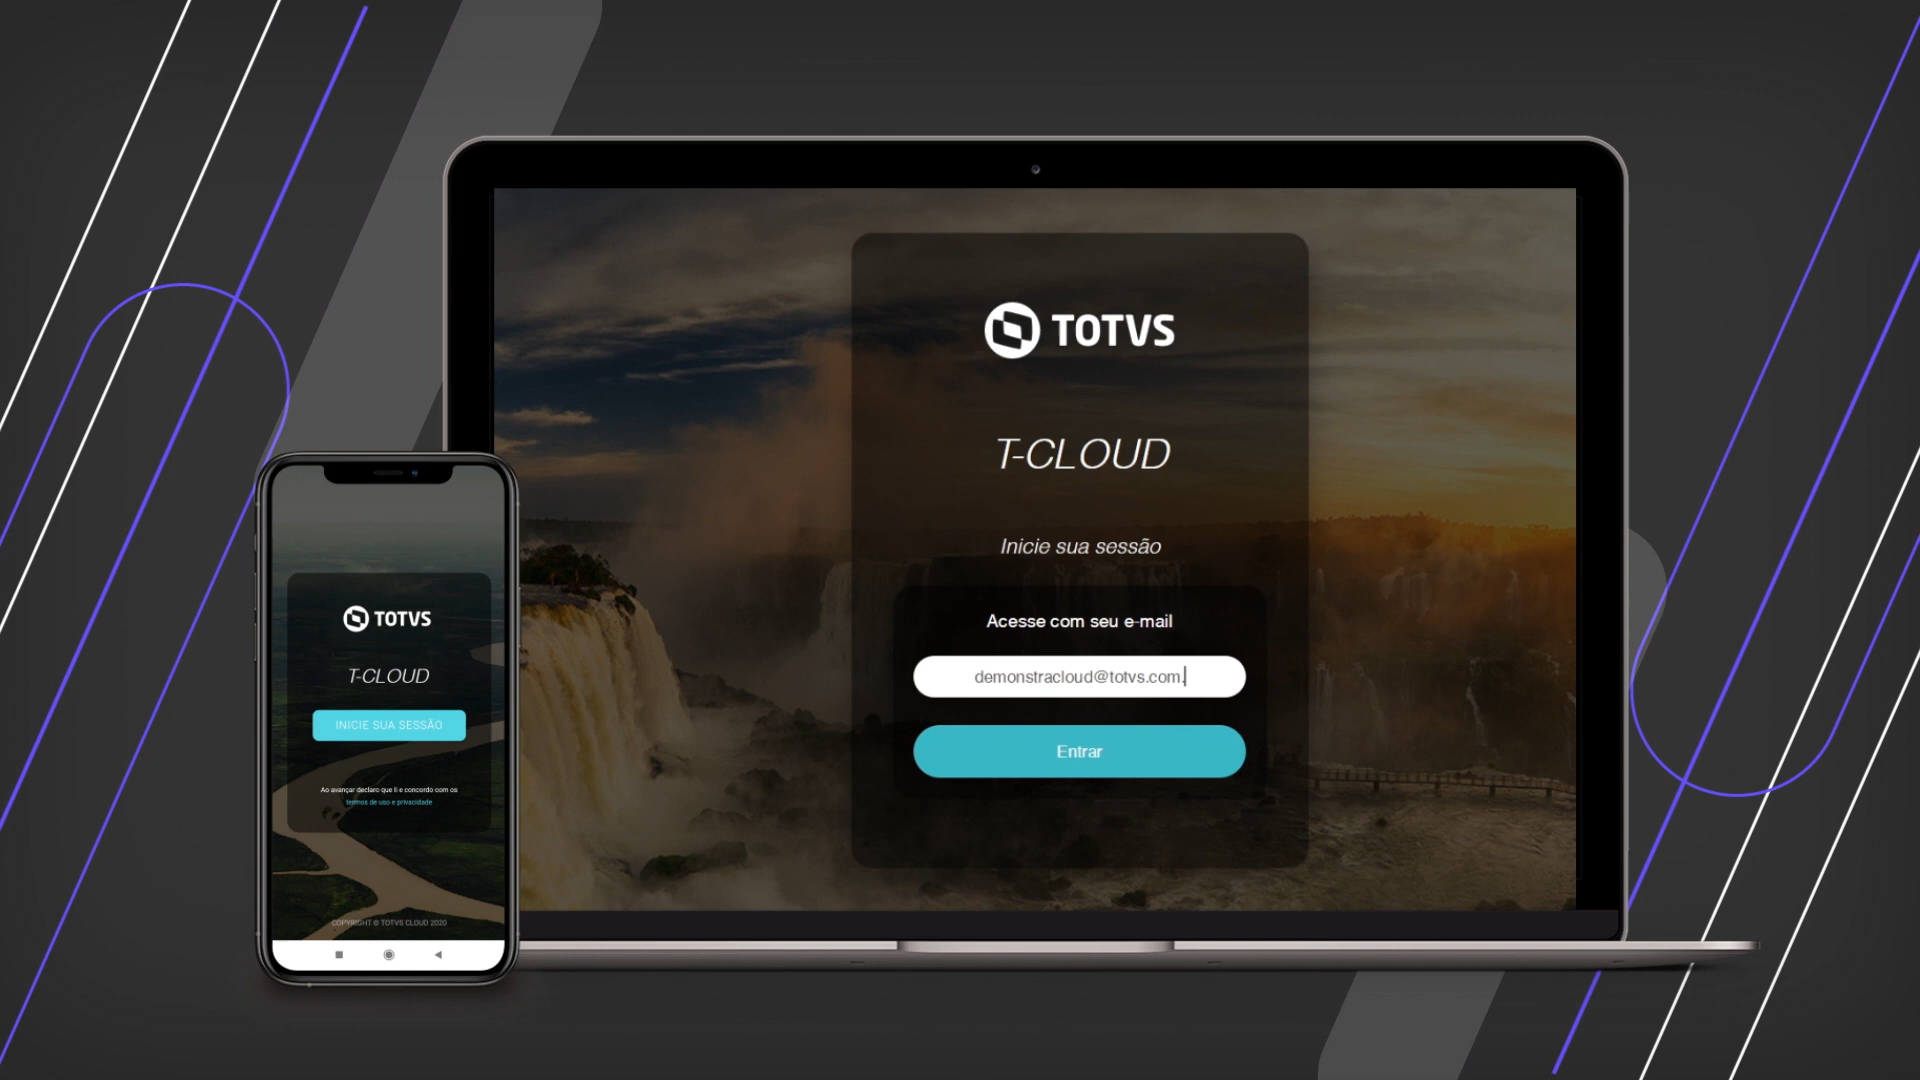 TOTVS
T-CLOUD
Inicie sua sessão
Acesse com seu e-mail
demonstracloud@totvs.com.
Entrar
TOTVS
T-CLOUD
INICIE SUA SESSÃO
Ao avançar declaro que li e concordo com os
termos de uso e privacidade
COPYRIGHT © TOTVS CLOUD 2020